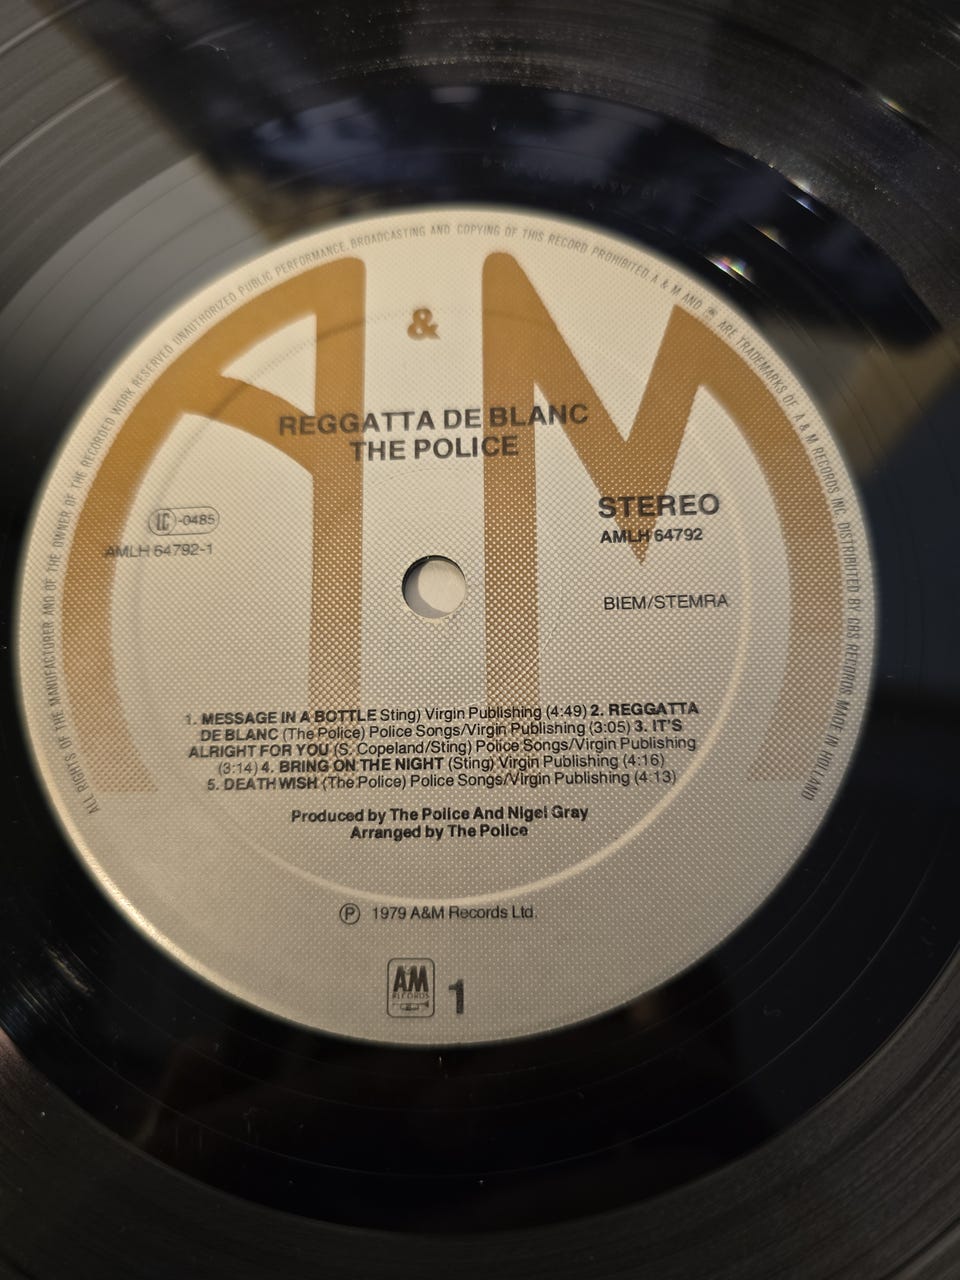 ALL RIGHTS OF THE MANUFACTURER AND OF THE OWNER OF THE RECORDED WORK RESERVED UNAUTHORIZED PUBLIC PERFORMANCE, BROADCASTING AND COPYING OF THIS RECORD PROHIBITED A & M AND ARE TRADEMARKS OF A & M RECORDS INC. DISTRIBUTED BY CBS RECORDS MADE IN HOLLAND
A & M
REGGATTA DE BLANC
THE POLICE
LC-0485
AMLH 64792-1
STEREO
AMLH 64792
BIEM/STEMRA
1. MESSAGE IN A BOTTLE Sting) Virgin Publishing (4:49) 2. REGGATTA
DE BLANC (The Police) Police Songs/Virgin Publishing (3:05) 3. IT'S
ALRIGHT FOR YOU (S. Copeland/Sting) Police Songs/Virgin Publishing
(3:14) 4. BRING ON THE NIGHT (Sting) Virgin Publishing (4:16)
5. DEATH WISH (The Police) Police Songs/Virgin Publishing (4:13)
Produced by The Police And Nigel Gray
Arranged by The Police
℗ 1979 A&M Records Ltd.
A&M
RECORDS
1